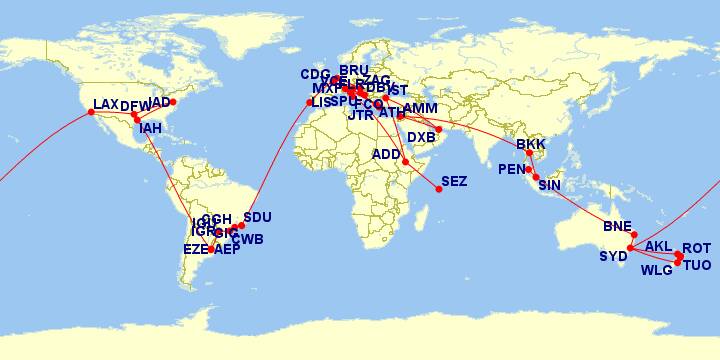 CDG
BRU
ZAG
MXP
DBV
IST
LIS
SPU
FCO
ATH
AMM
JTR
LAX
DFW
IAD
IAH
DXB
ADD
SEZ
BKK
PEN
SIN
CGH
SDU
IGU
IGR
GIG
CWB
EZE
AEP
BNE
SYD
AKL
ROT
WLG
TUO